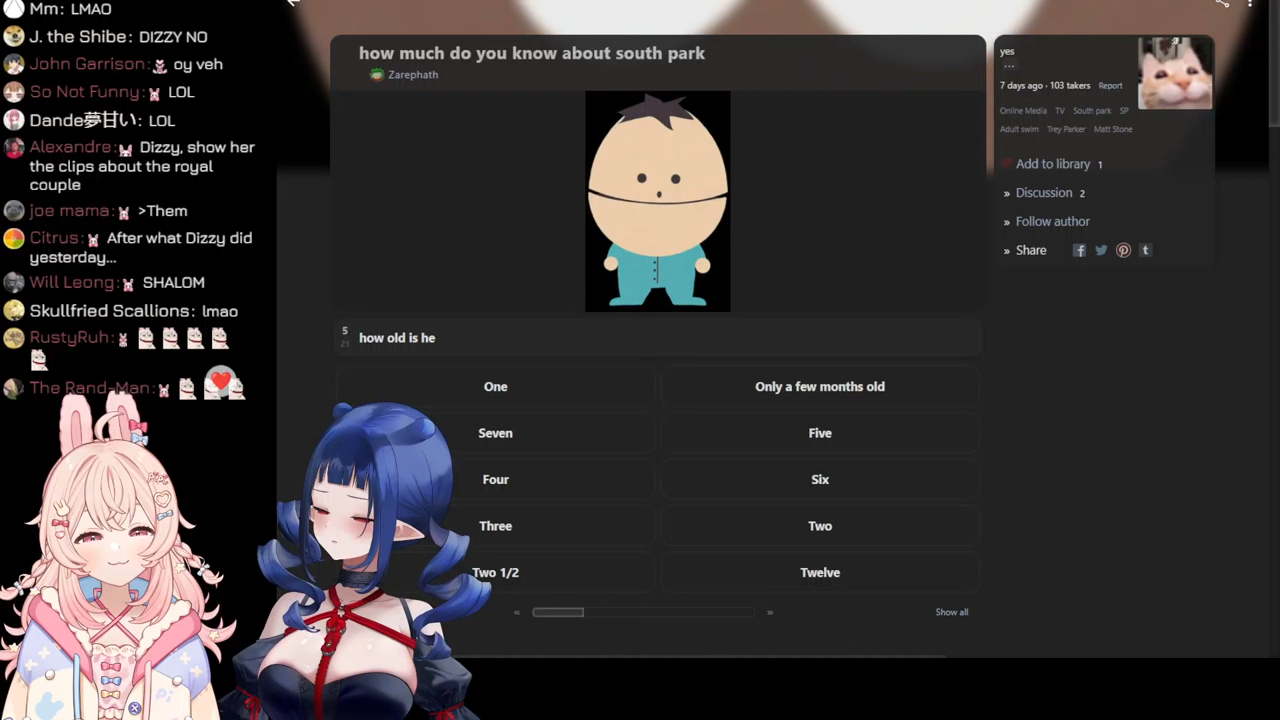 Mm: LMAO
J. the Shibe: DIZZY NO
John Garrison: oy veh
So Not Funny: LOL
Dande夢甘い: LOL
Alexandre: Dizzy, show her
the clips about the royal
couple
joe mama: >Them
Citrus: After what Dizzy did
yesterday...
Will Leong: SHALOM
Skullfried Scallions: lmao
RustyRuh:
The Rand-Man:
how much do you know about south park
Zarephath
5
21
how old is he
One
Only a few months old
Seven
Five
Four
Six
Three
Two
Two 1/2
Twelve
«
»
Show all
yes
...
7 days ago · 103 takers Report
Online Media TV South park SP
Adult swim Trey Parker Matt Stone
Add to library 1
» Discussion 2
» Follow author
» Share
Pi